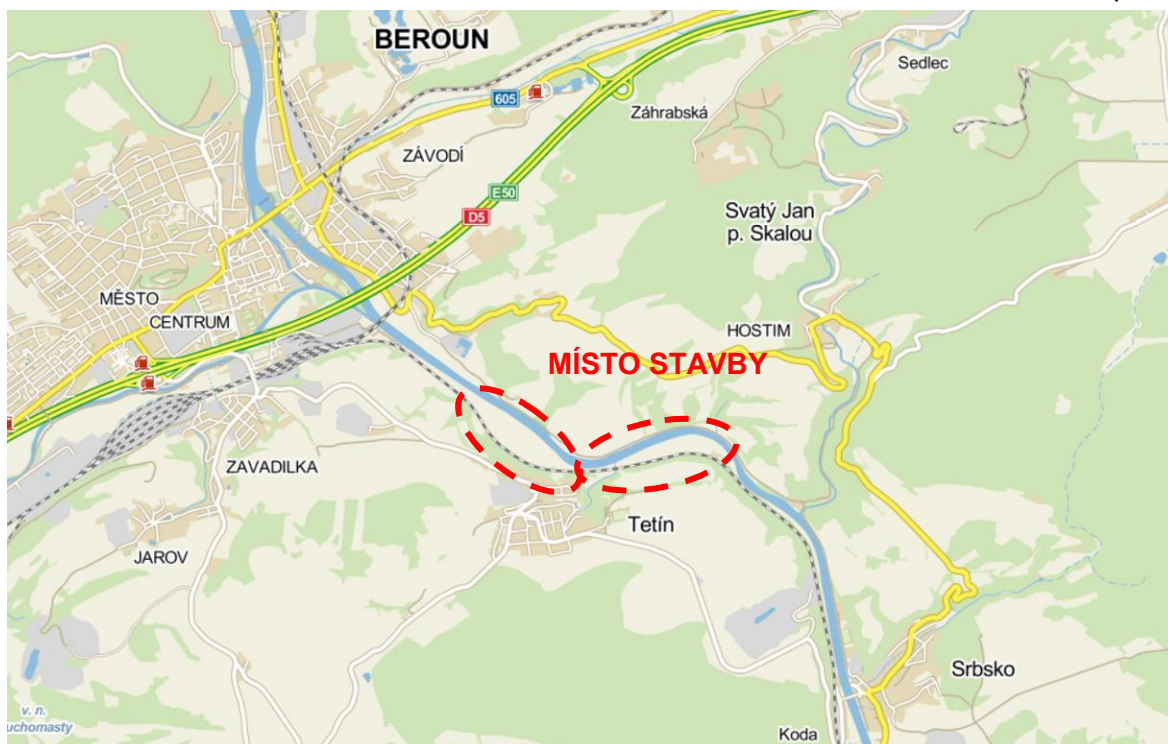 BEROUN
Sedlec
605
Záhrabská
ZÁVODÍ
E50
D5
Svatý Jan
p. Skalou
MĚSTO
CENTRUM
HOSTIM
MÍSTO STAVBY
ZAVADILKA
Tetín
JAROV
Srbsko
v. n.
uchomasty
Koda